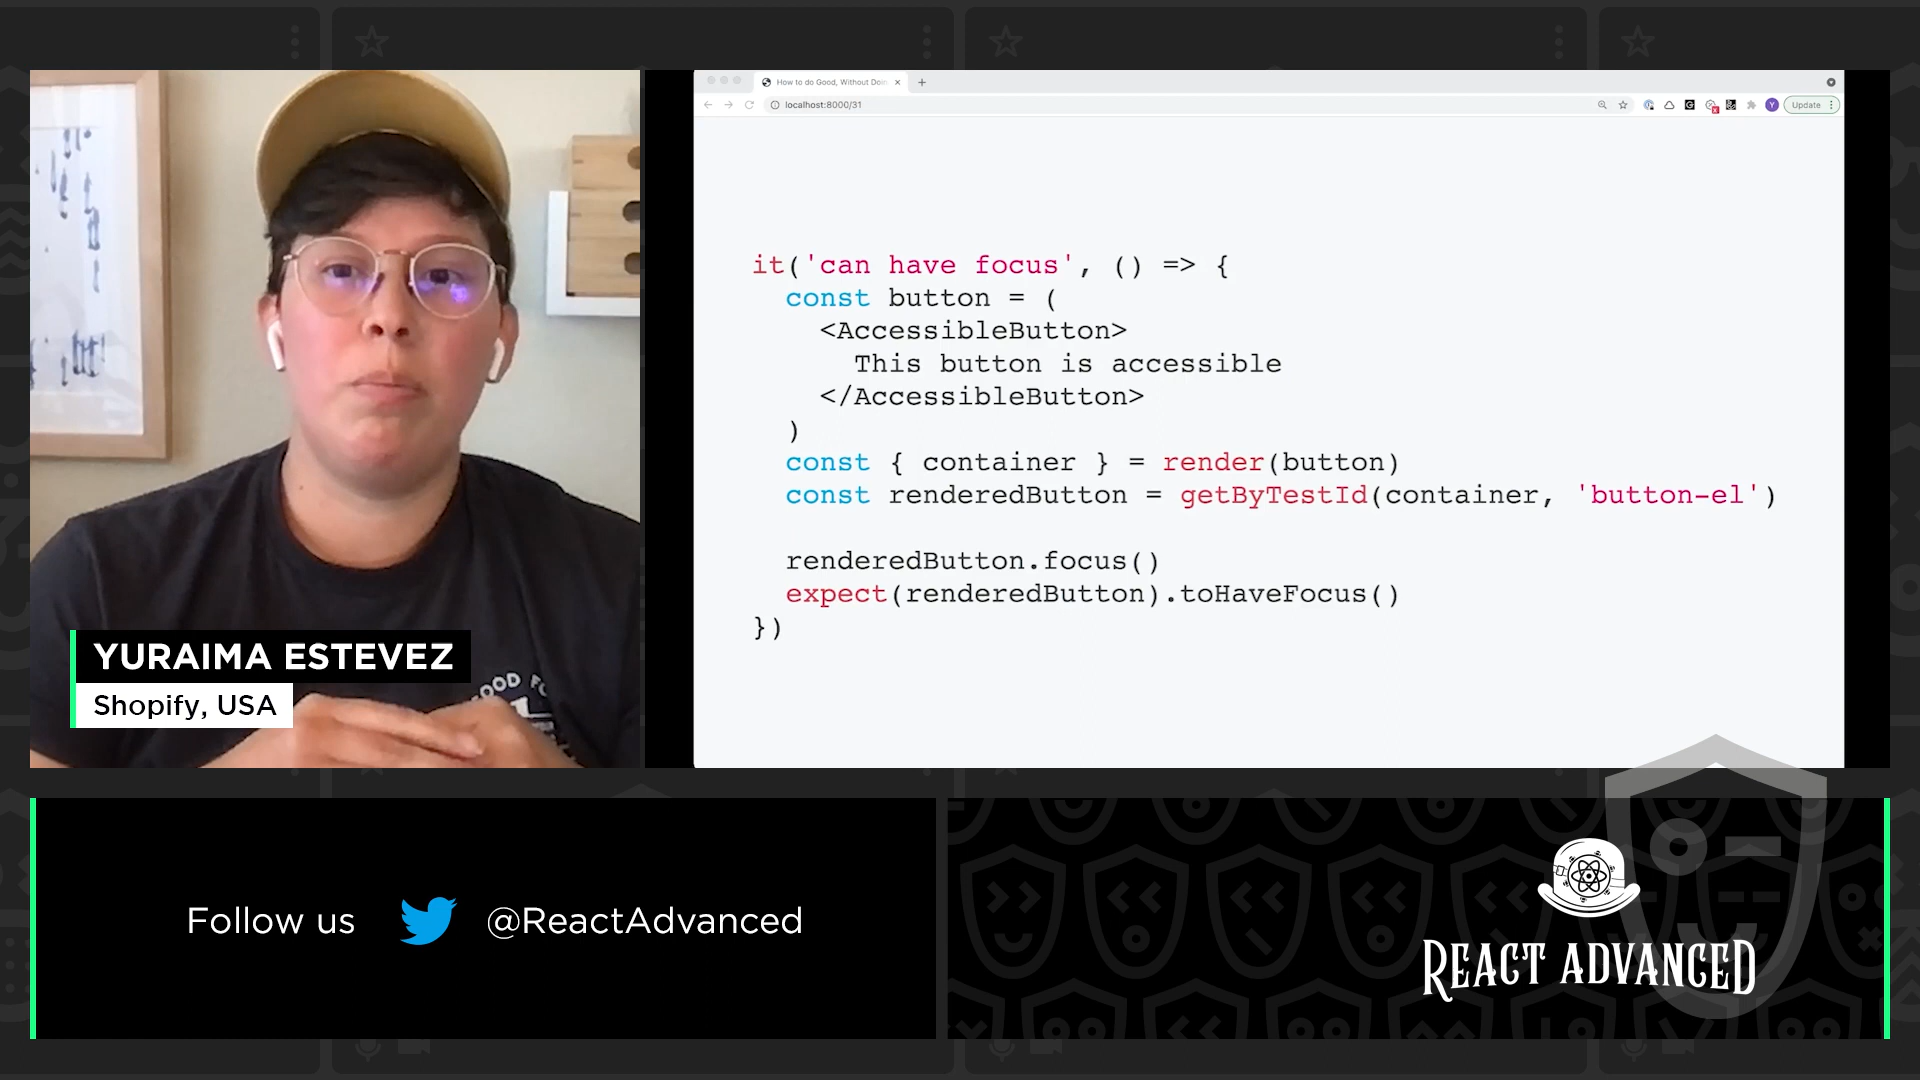 How to do Good, Without Doin
localhost:8000/31
Y
Update
it('can have focus', () => {
const button = (
<AccessibleButton>
This button is accessible
</AccessibleButton>
)
const { container } = render(button)
const renderedButton = getByTestId(container, 'button-el')
renderedButton.focus()
expect(renderedButton).toHaveFocus()
})
YURAIMA ESTEVEZ
Shopify, USA
Follow us
@ReactAdvanced
REACT ADVANCED